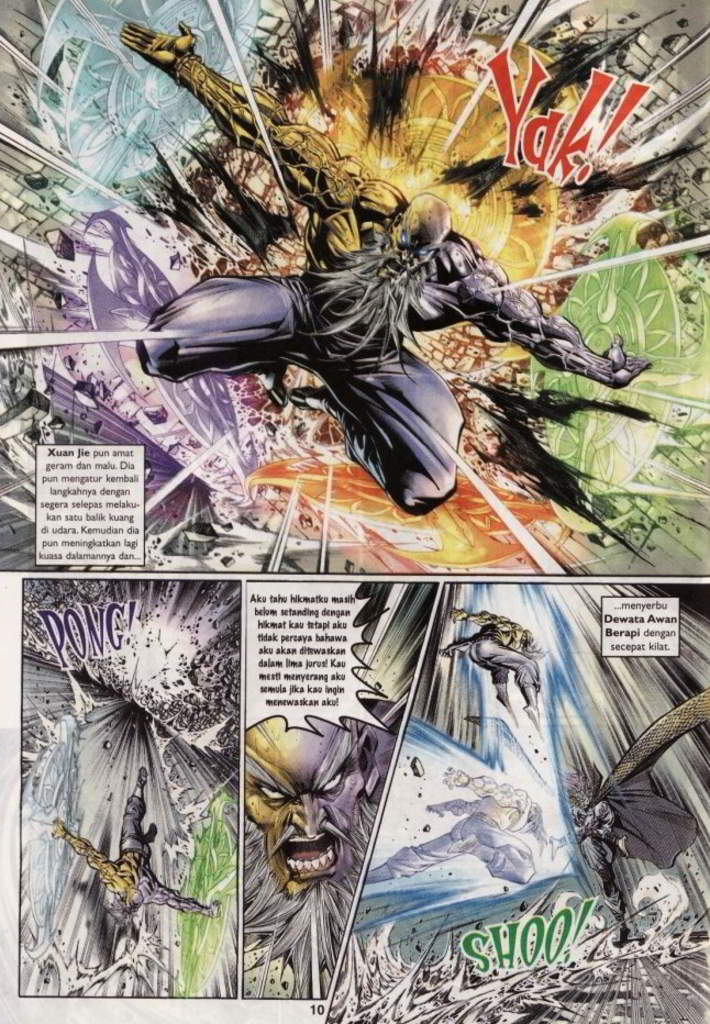 Yak!
Xuan Jie pun amat
geram dan malu. Dia
pun mengatur kembali
langkahnya dengan
segera selepas melaku-
kan satu balik kuang
di udara. Kemudian dia
pun meningkatkan lagi
kuasa dalamannya dan...
PONG!
Aku tahu hikmatku masih
belum setanding dengan
hikmat kau tetapi aku
tidak percaya bahawa
aku akan ditewaskan
dalam lima jurus! Kau
mesti menyerang aku
semula jika kau ingin
menewaskan aku!
...menyerbu
Dewata Awan
Berapi dengan
secepat kilat.
SHOO!
10